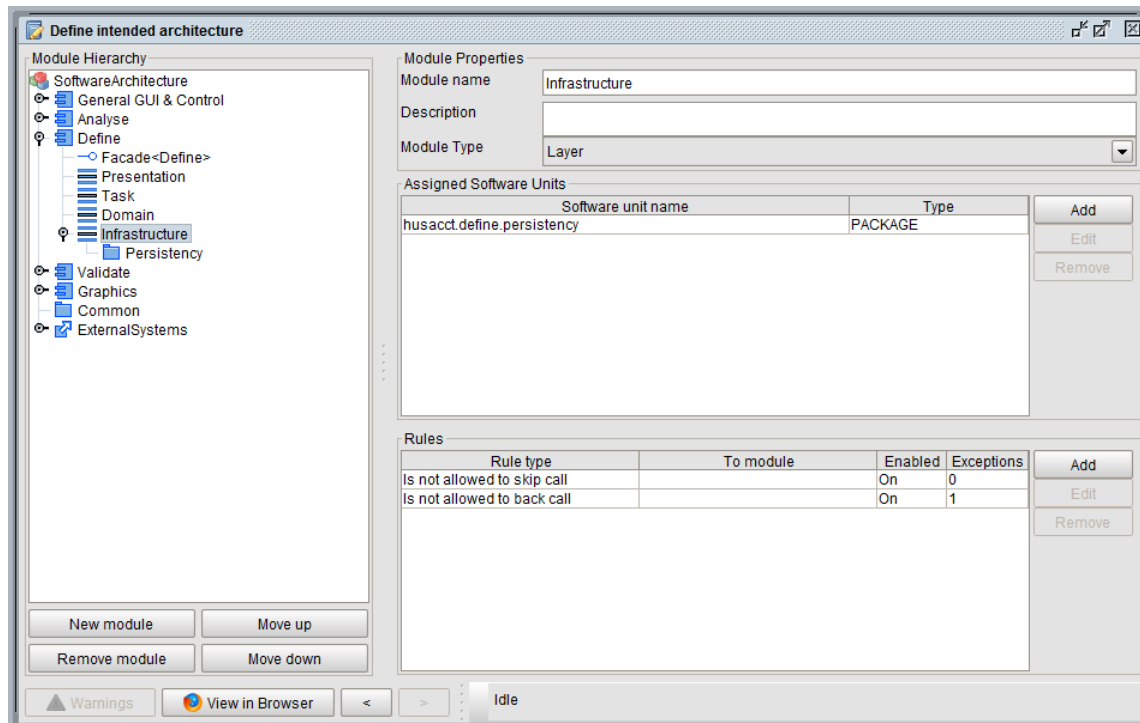 Define intended architecture
Module Hierarchy
SoftwareArchitecture
General GUI & Control
Analyse
Define
Facade<Define>
Presentation
Task
Domain
Infrastructure
Persistency
Validate
Graphics
Common
ExternalSystems
New module Move up
Remove module Move down
Module Properties
Module name Infrastructure
Description
Module Type Layer
Assigned Software Units
Software unit name Type
husacct.define.persistency PACKAGE
Add
Edit
Remove
Rules
Rule type To module Enabled Exceptions
Is not allowed to skip call On 0
Is not allowed to back call On 1
Add
Edit
Remove
Warnings View in Browser < > Idle